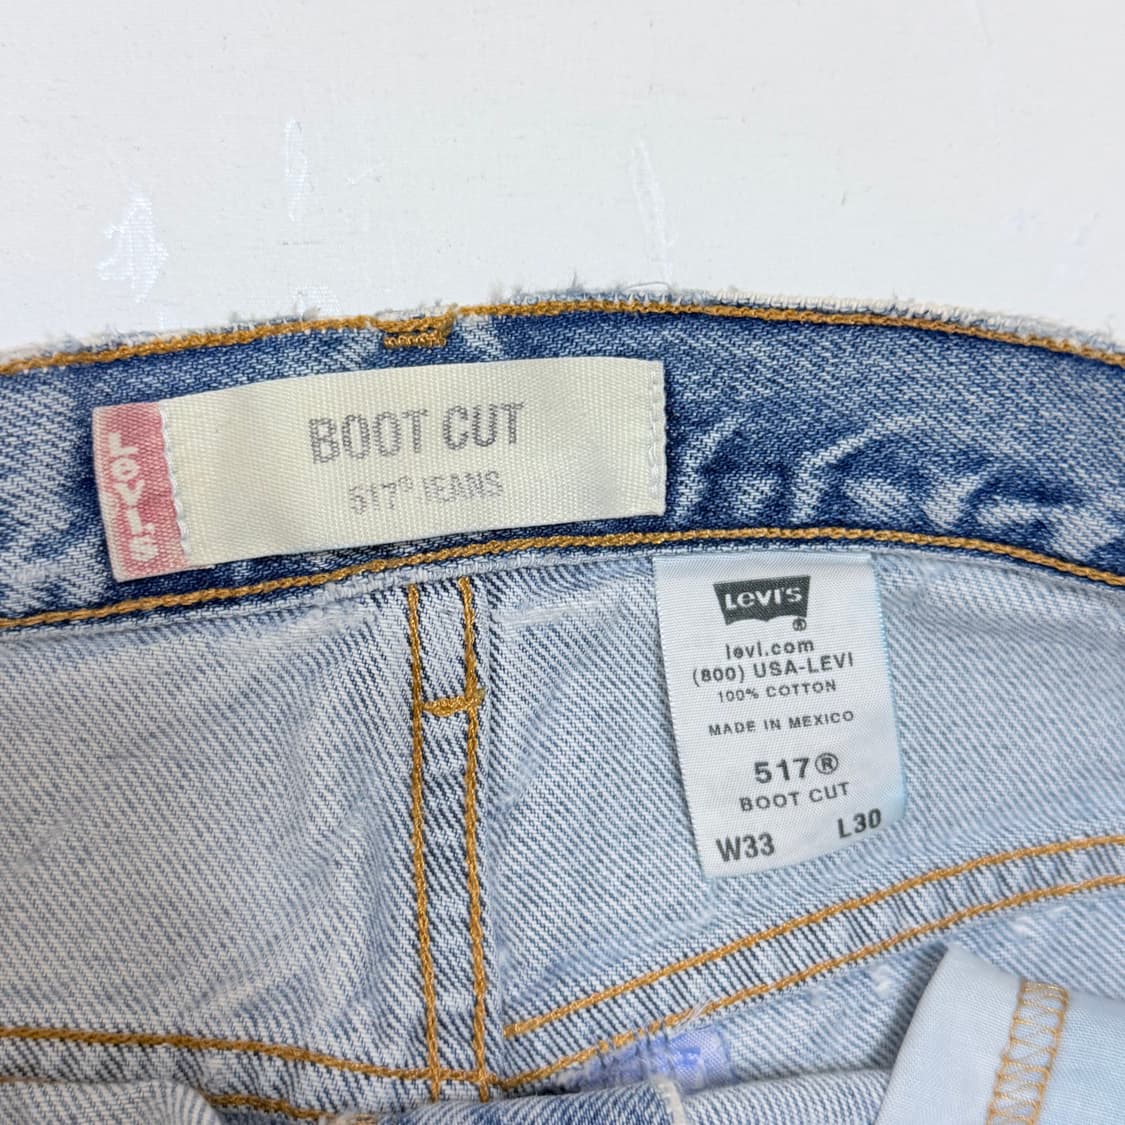 LEVI'S
BOOT CUT
517® JEANS
LEVI'S
®
levi.com
(800) USA-LEVI
100% COTTON
MADE IN MEXICO
517®
BOOT CUT
W33 L30